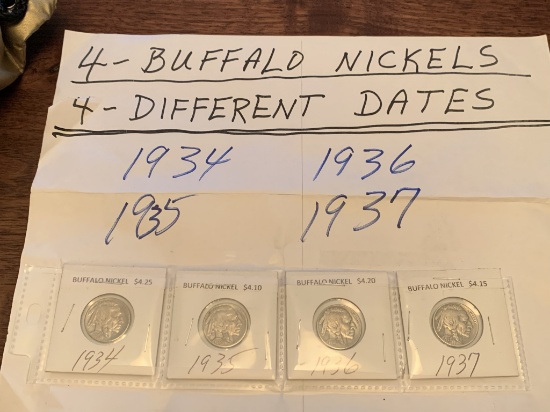 4 - BUFFALO NICKELS
4 - DIFFERENT DATES
1934 1936
1935 1937
BUFFALO NICKEL $4.25 BUFFALO NICKEL $4.10 BUFFALO NICKEL $4.20 BUFFALO NICKEL $4.15
1934 1935 1936 1937